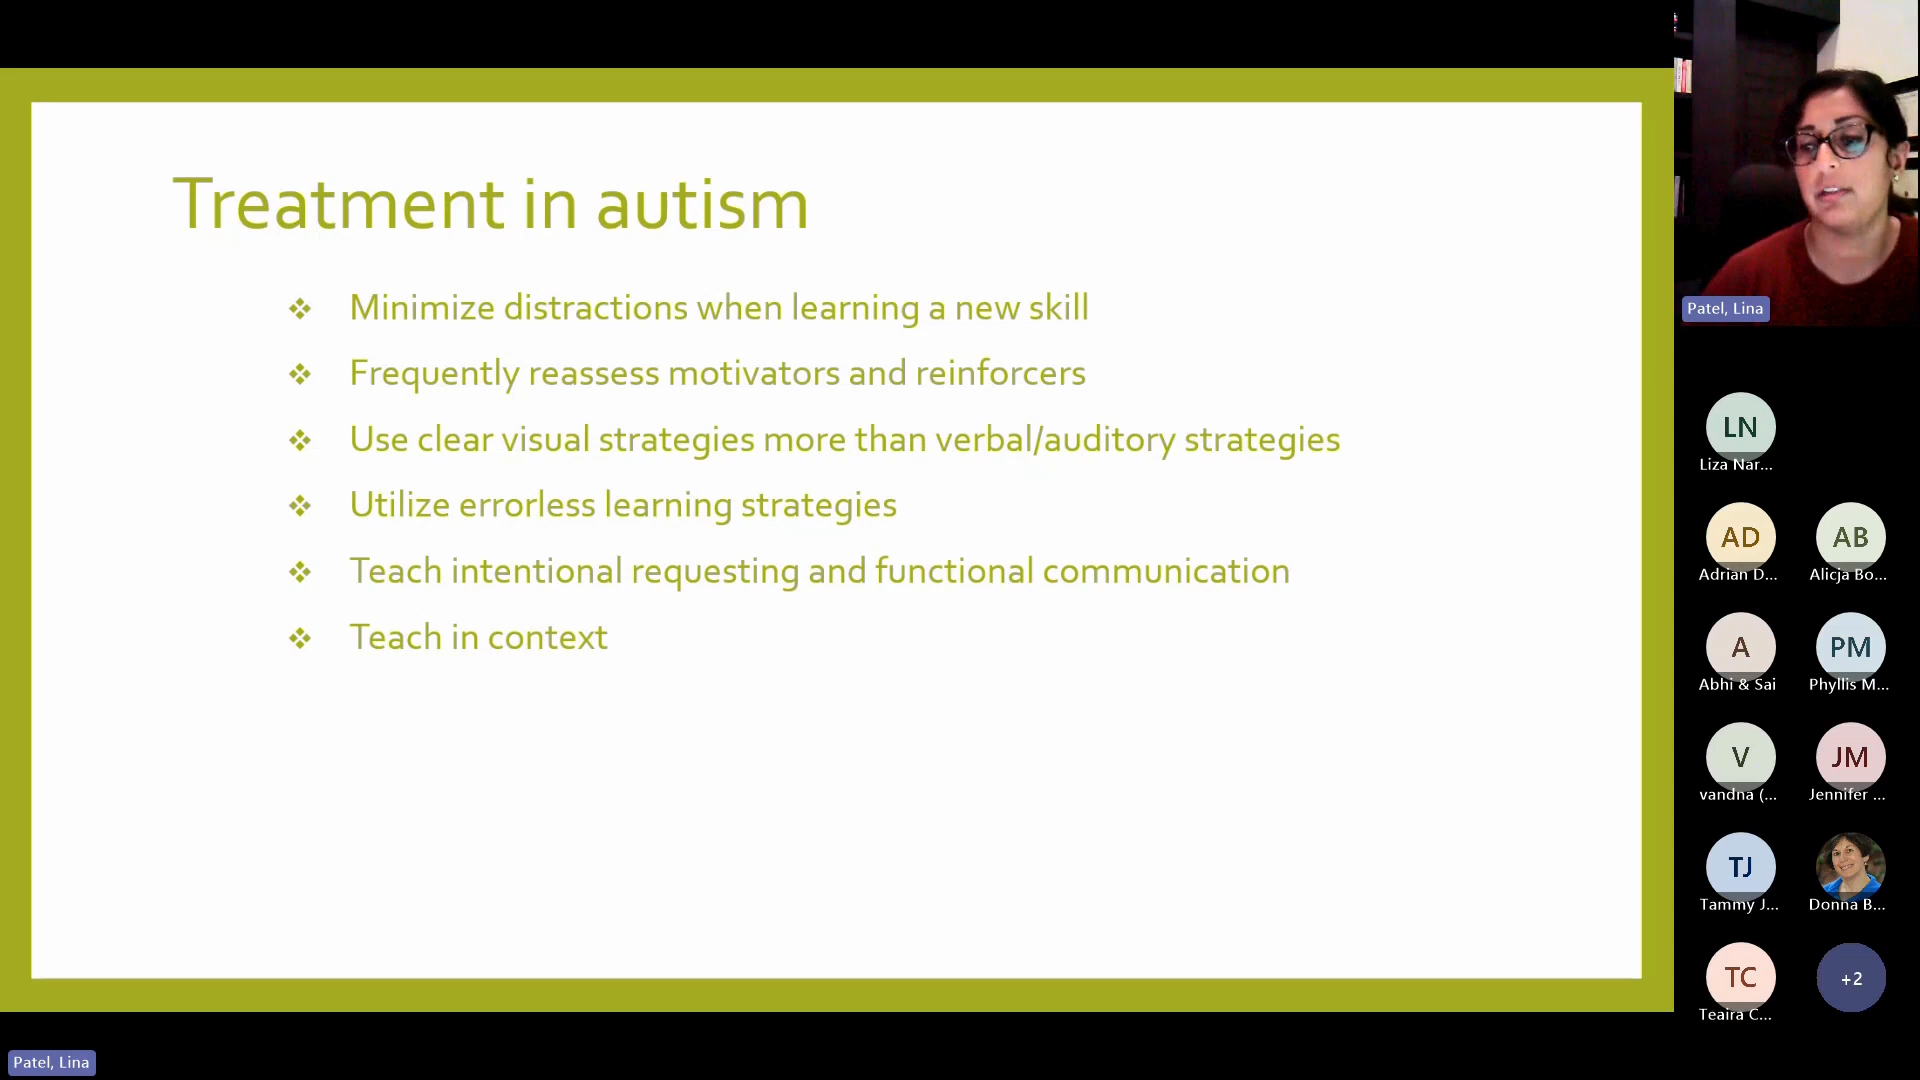 Treatment in autism
Minimize distractions when learning a new skill
Frequently reassess motivators and reinforcers
Use clear visual strategies more than verbal/auditory strategies
Utilize errorless learning strategies
Teach intentional requesting and functional communication
Teach in context
Patel, Lina
LN
Liza Nar...
AD
Adrian D...
AB
Alicja Bo...
A
Abhi & Sai
PM
Phyllis M...
V
vandna (...
JM
Jennifer ...
TJ
Tammy J...
Donna B...
TC
Teaira C...
+2
Patel, Lina